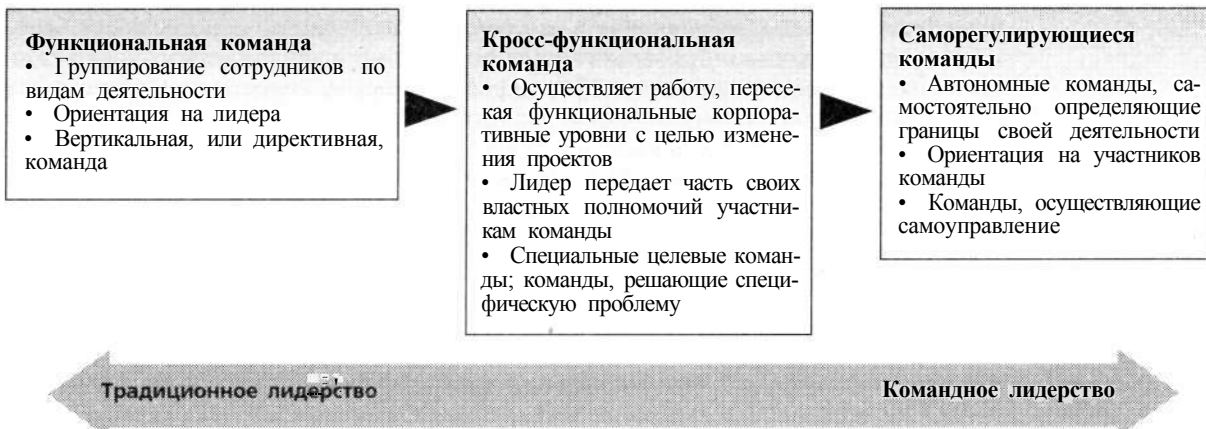 Функциональная команда
• Группирование сотрудников по
видам деятельности
• Ориентация на лидера
• Вертикальная, или директивная,
команда
Кросс-функциональная
команда
• Осуществляет работу, пересе-
кая функциональные корпора-
тивные уровни с целью измене-
ния проектов
• Лидер передает часть своих
властных полномочий участни-
кам команды
• Специальные целевые коман-
ды; команды, решающие специ-
фическую проблему
Саморегулирующиеся
команды
• Автономные команды, са-
мостоятельно определяющие
границы своей деятельности
• Ориентация на участников
команды
• Команды, осуществляющие
самоуправление
Традиционное лидерство
Командное лидерство